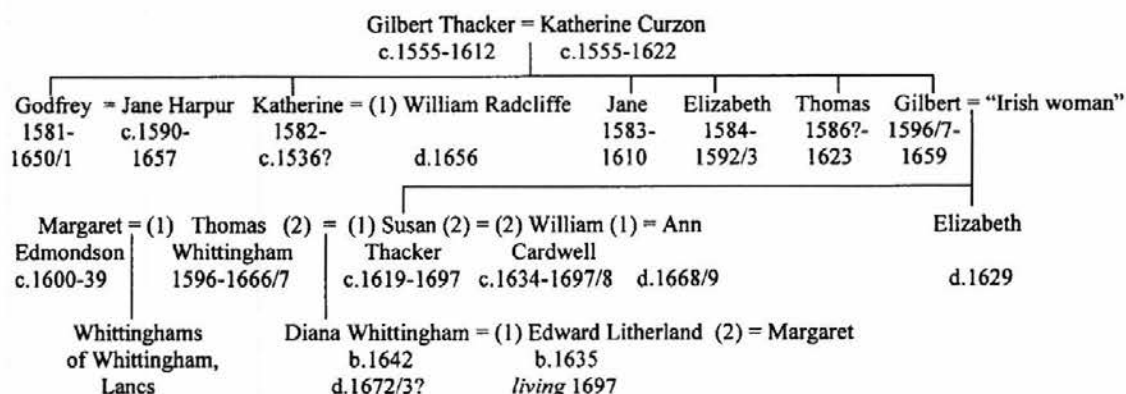 Gilbert Thacker = Katherine Curzon
c.1555-1612 c.1555-1622
Godfrey = Jane Harpur Katherine = (1) William Radcliffe Jane Elizabeth Thomas Gilbert = “Irish woman”
1581- c.1590- 1582- 1583- 1584- 1586?- 1596/7-
1650/1 1657 c.1536? d.1656 1610 1592/3 1623 1659
Margaret = (1) Thomas (2) = (1) Susan (2) = (2) William (1) = Ann Elizabeth
Edmondson Whittingham Thacker Cardwell
c.1600-39 1596-1666/7 c.1619-1697 c.1634-1697/8 d.1668/9 d.1629
Whittinghams Diana Whittingham = (1) Edward Litherland (2) = Margaret
of Whittingham, b.1642 b.1635
Lancs d.1672/3? living 1697